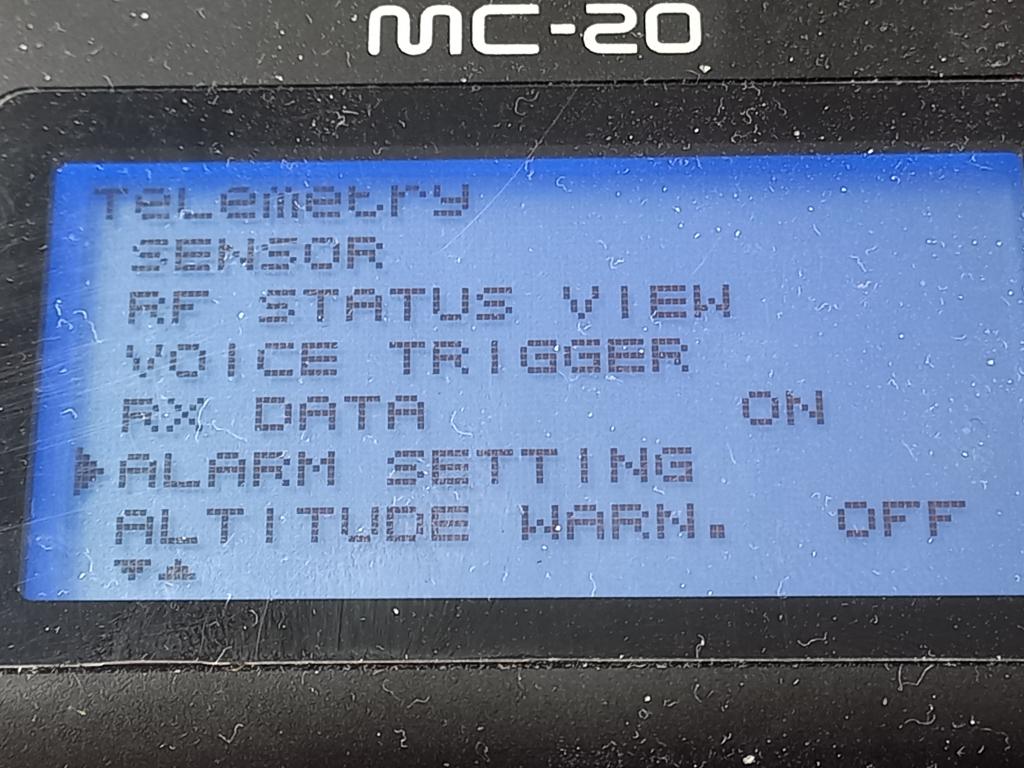 MC-20
Telemetry
SENSOR
RF STATUS VIEW
VOICE TRIGGER
RX DATA ON
ALARM SETTING
ALTITUDE WARN. OFF